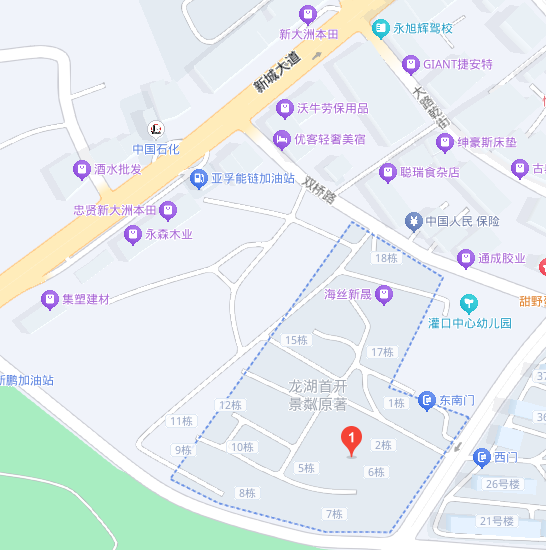 新大洲本田
永旭辉驾校
新城大道
GIANT捷安特
大路乾街
沃牛劳保用品
中国石化
优客轻奢美宿
绅豪斯床垫
酒水批发
亚孚能链加油站
聪瑞食杂店
双桥路
忠贤新大洲本田
中国人民保险
永森木业
18栋
通成胶业
集塑建材
海丝新晟
灌口中心幼儿园
15栋
17栋
新鹏加油站
龙湖首开
景粼原著
12栋
1栋
东南门
11栋
1
9栋
10栋
2栋
西门
5栋
6栋
26号楼
8栋
7栋
21号楼